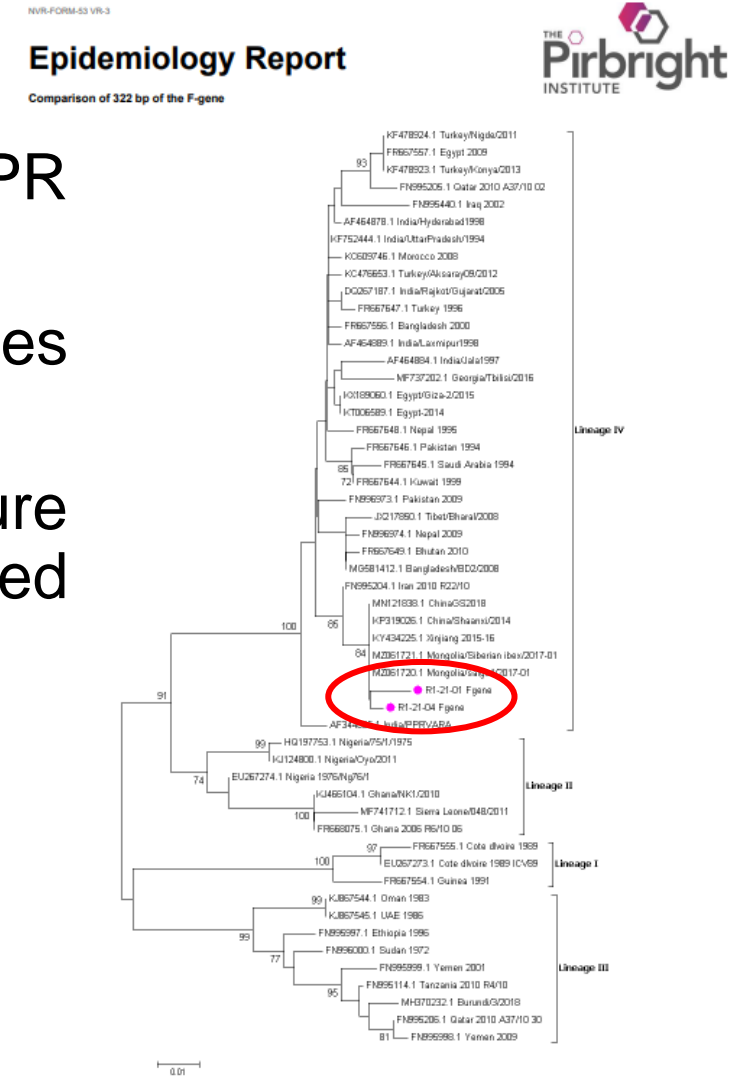 NVR-FORM-53 VR-3
Epidemiology Report
Comparison of 322 bp of the F-gene
THE
Pirbright
INSTITUTE
PR
es
ure
ed
KF478924.1 Turkey/Nigde/2011
FR667557.1 Egypt 2009
93
KF478923.1 Turkey/Konya/2013
FN995205.1 Qatar 2010 A37/10 02
FN995440.1 Iraq 2002
AF464878.1 India/Hyderabad1998
KF752444.1 India/UttarPradesh/1994
KC609746.1 Morocco 2008
KC476653.1 Turkey/Aksaray09/2012
DQ267187.1 India/Rajkot/Gujarat/2005
FR667647.1 Turkey 1996
FR667556.1 Bangladesh 2000
AF464889.1 India/Laxmipur1998
AF464884.1 India/Jala1997
MF737202.1 Georgia/Tbilisi/2016
KX189060.1 Egypt/Giza-2/2015
KT006589.1 Egypt-2014
FR667648.1 Nepal 1995
Lineage IV
FR667646.1 Pakistan 1994
85
FR667645.1 Saudi Arabia 1994
72
FR667644.1 Kuwait 1999
FN996973.1 Pakistan 2009
JX217850.1 Tibet/Bharal/2008
FN996974.1 Nepal 2009
FR667649.1 Bhutan 2010
MG581412.1 Bangladesh/BD2/2008
FN995204.1 Iran 2010 R22/10
MN121838.1 ChinaGS2018
86
KP319026.1 China/Shaanxi/2014
100
KY434225.1 Xinjiang 2015-16
84
MZ061721.1 Mongolia/Siberian ibex/2017-01
MZ061720.1 Mongolia/saiga/2017-01
R1-21-01 Fgene
91
R1-21-04 Fgene
India/PPRVARA
99
HQ197753.1 Nigeria/75/1/1975
KJ124800.1 Nigeria/Oyo/2011
74
EU267274.1 Nigeria 1976/Ng76/1
Lineage II
KJ466104.1 Ghana/NK1/2010
100
MF741712.1 Sierra Leone/048/2011
FR668075.1 Ghana 2006 R6/10 06
97
FR667555.1 Cote dIvoire 1989
100
EU267273.1 Cote dIvoire 1989 ICV89
Lineage I
FR667554.1 Guinea 1991
99
KJ867544.1 Oman 1983
KJ867545.1 UAE 1986
99
FN995997.1 Ethiopia 1996
77
FN996000.1 Sudan 1972
Lineage III
FN995999.1 Yemen 2001
95
FN995114.1 Tanzania 2010 R4/10
MH370232.1 Burundi/3/2018
FN995206.1 Qatar 2010 A37/10 30
81
FN995998.1 Yemen 2009
0.01